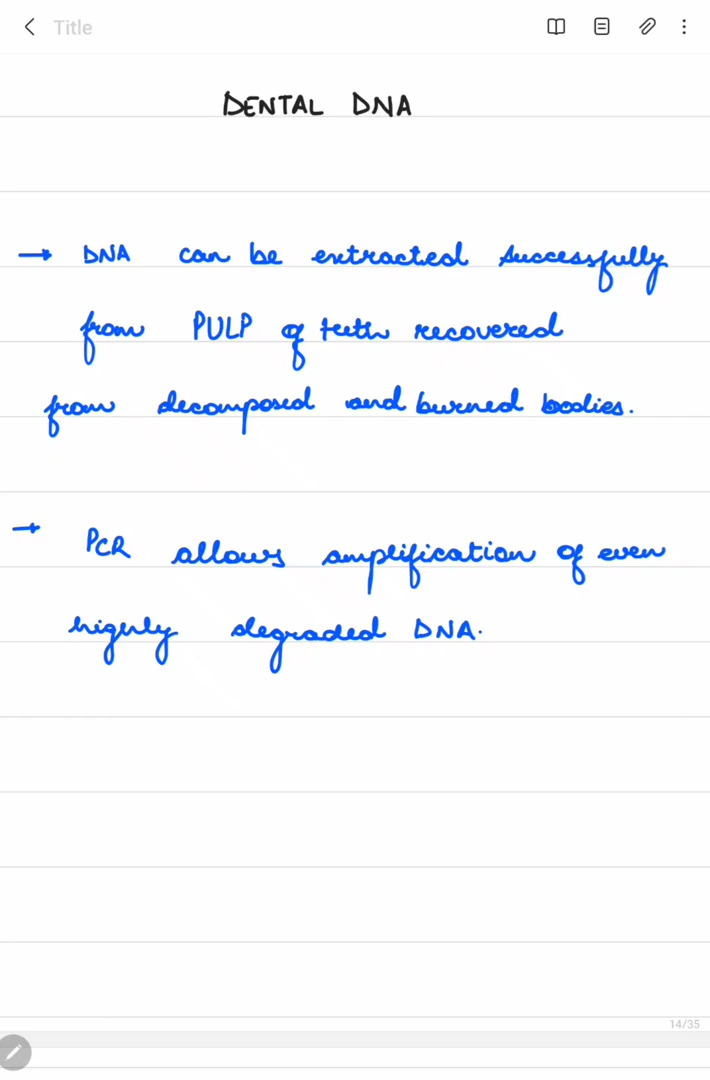 Title
DENTAL DNA
→ DNA can be extracted successfully
from PULP of teeth recovered
from decomposed and burned bodies.
→ PCR allows amplification of even
highly degraded DNA.
14/35